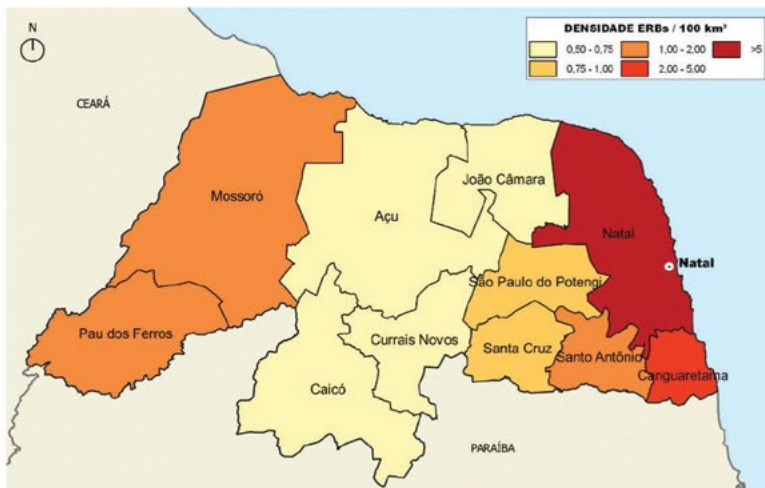 N
DENSIDADE ERBs / 100 km²
0,50 - 0,75
1,00 - 2,00
>5
0,75 - 1,00
2,00 - 5,00
CEARÁ
Mossoró
João Câmara
Açu
Natal
Natal
São Paulo do Potengi
Pau dos Ferros
Currais Novos
Santa Cruz
Santo Antônio
Canguaretama
Caicó
PARAÍBA